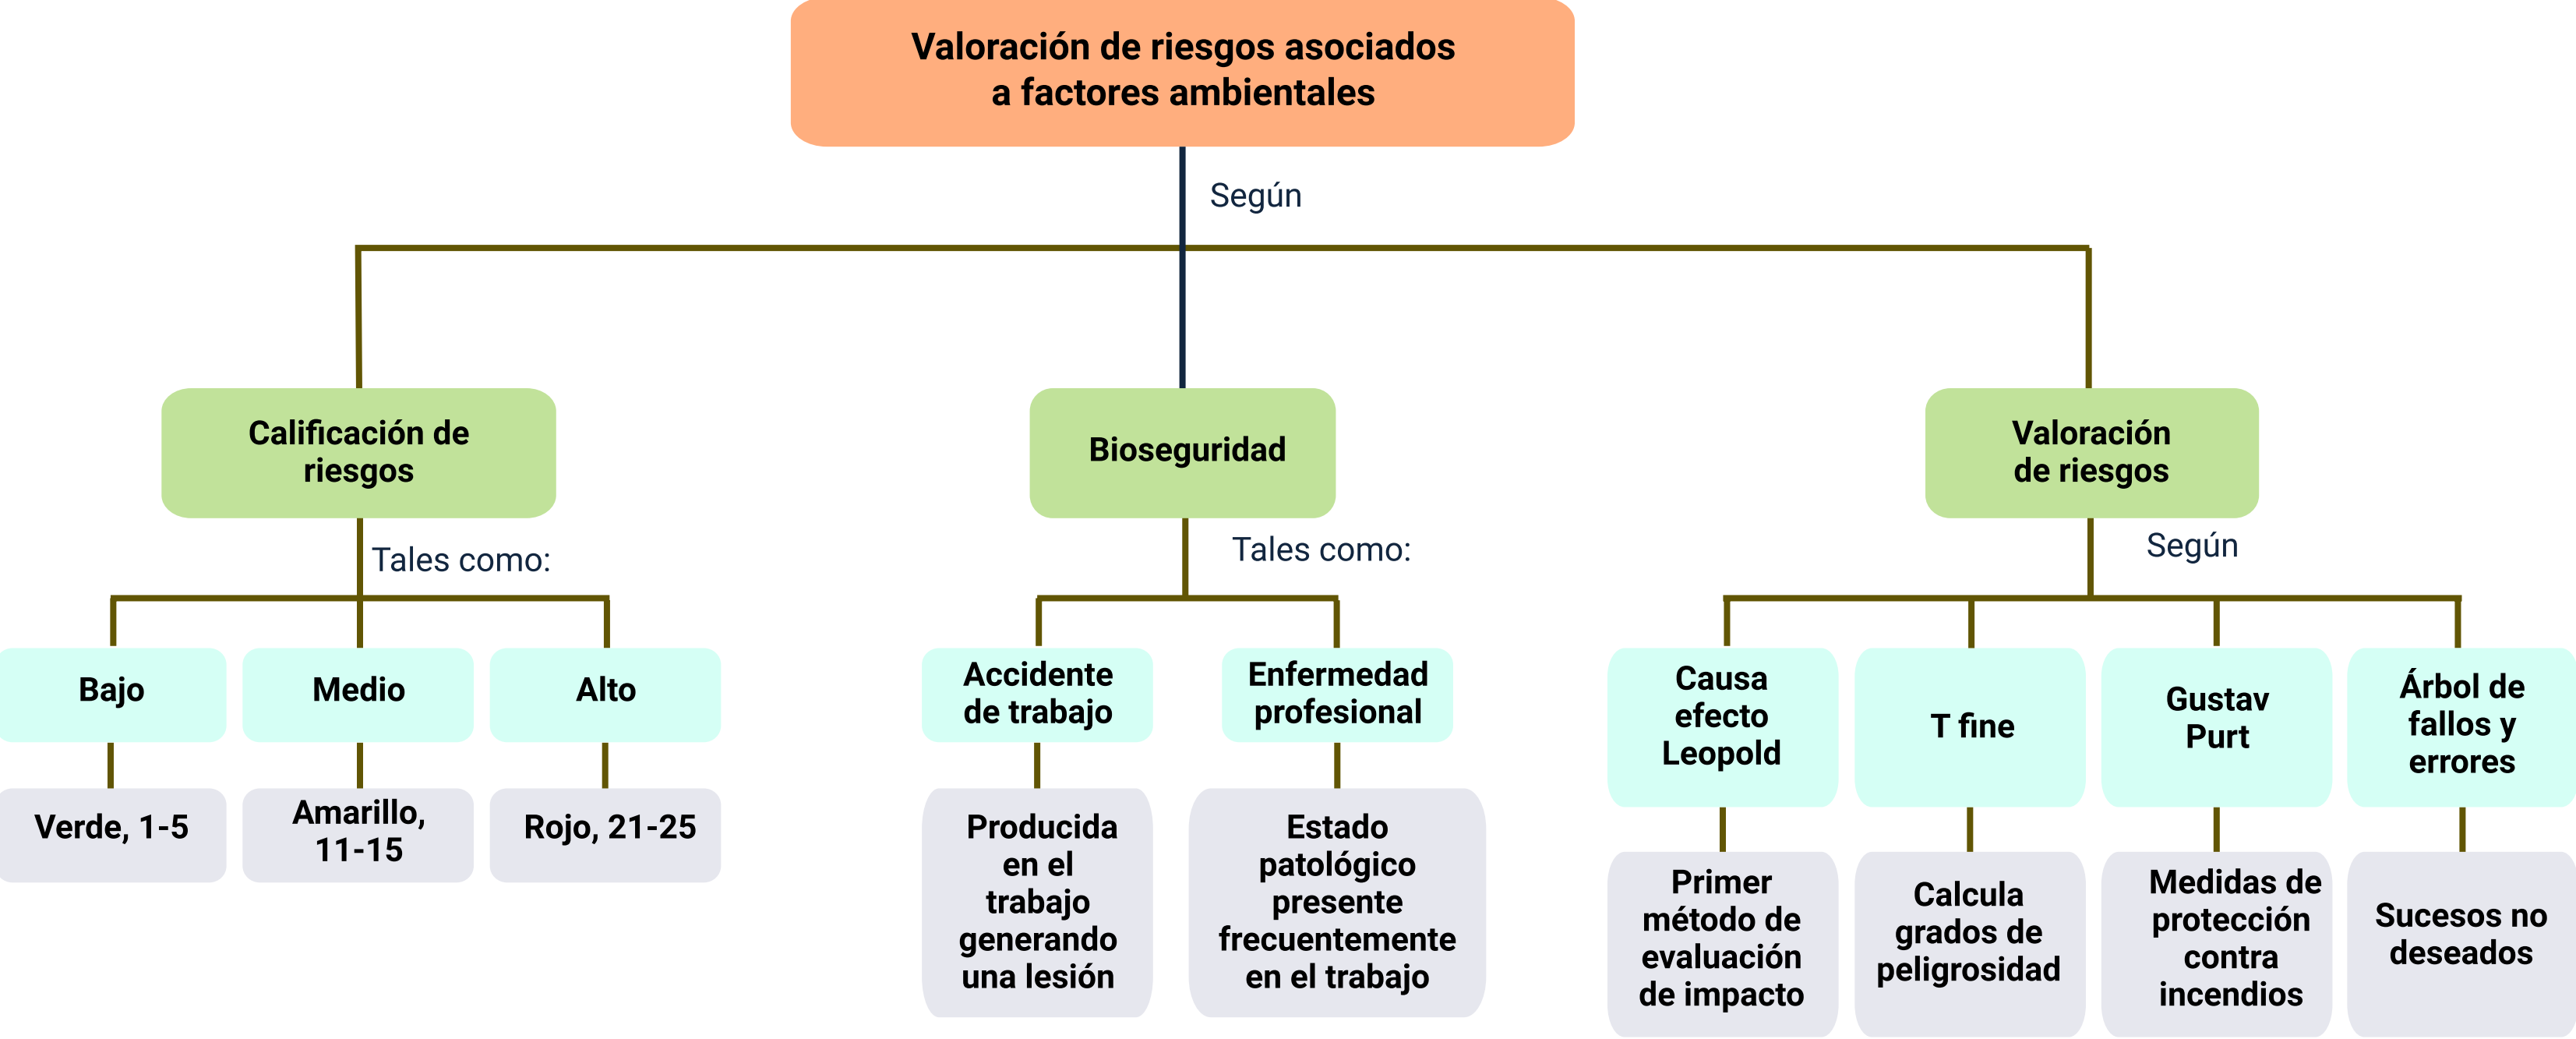 Valoración de riesgos asociados
a factores ambientales
Según
Calificación de
riesgos
Bioseguridad
Valoración
de riesgos
Tales como:
Tales como:
Según
Bajo
Medio
Alto
Accidente
de trabajo
Enfermedad
profesional
Causa
efecto
Leopold
T fine
Gustav
Purt
Árbol de
fallos y
errores
Verde, 1-5
Amarillo,
11-15
Rojo, 21-25
Producida
en el
trabajo
generando
una lesión
Estado
patológico
presente
frecuentemente
en el trabajo
Primer
método de
evaluación
de impacto
Calcula
grados de
peligrosidad
Medidas de
protección
contra
incendios
Sucesos no
deseados